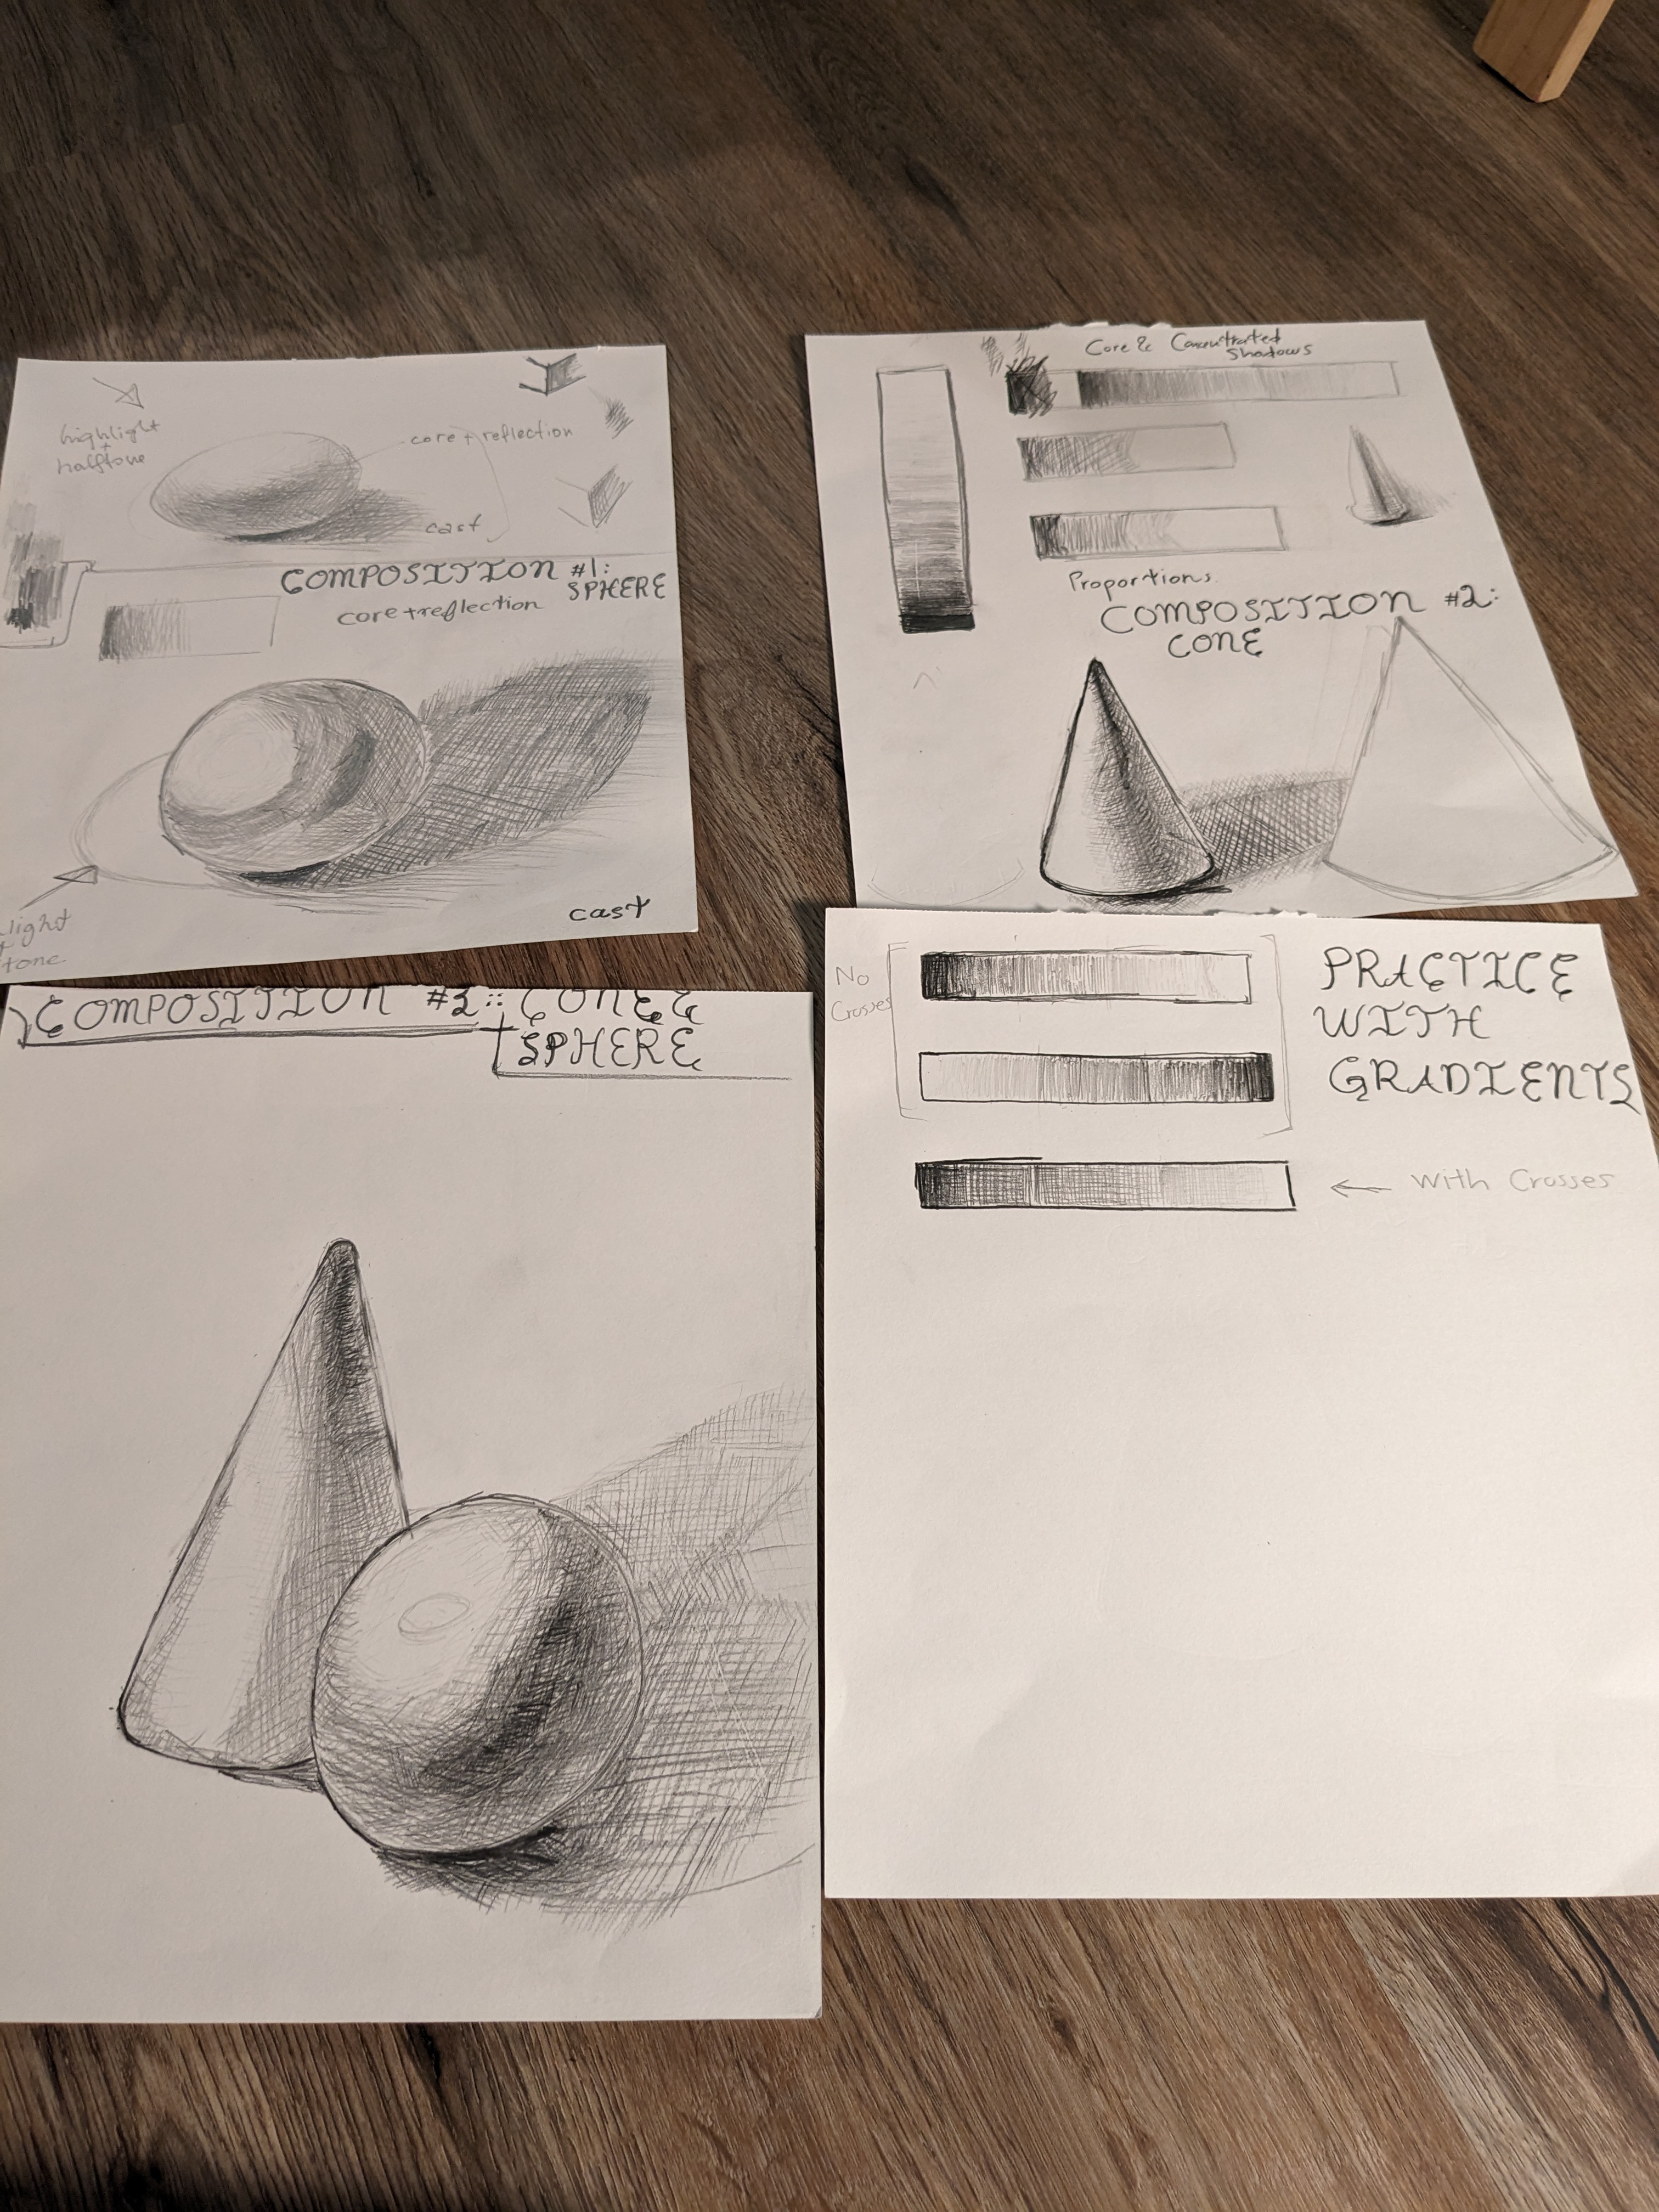 highlight
+
halftone
core + reflection
cast
COMPOSITION #1:
SPHERE
core + reflection
cast
light
tone
Core & Concentrated
Shadows
Proportions.
COMPOSITION #2:
CONE
COMPOSITION #3: CONE &
SPHERE
No
Crosses
PRACTICE
WITH
GRADIENTS
With Crosses